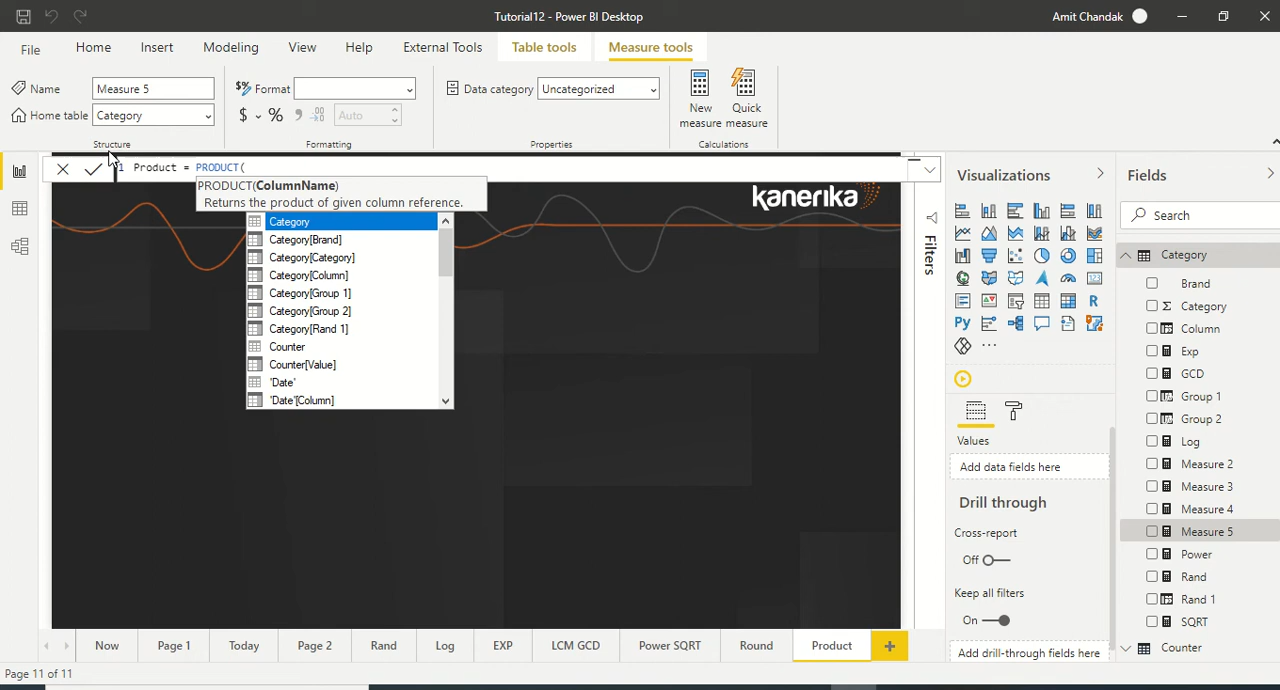 Tutorial12 - Power BI Desktop
Amit Chandak
File
Home
Insert
Modeling
View
Help
External Tools
Table tools
Measure tools
Name
Measure 5
Home table
Category
Structure
$% Format
$
%
Auto
Formatting
Data category
Uncategorized
Properties
New measure
Quick measure
Calculations
1 Product = PRODUCT(
PRODUCT(ColumnName)
Returns the product of given column reference.
Category
Category[Brand]
Category[Category]
Category[Column]
Category[Group 1]
Category[Group 2]
Category[Rand 1]
Counter
Counter[Value]
'Date'
'Date'[Column]
kanerika
Filters
Visualizations
R
Py
Values
Add data fields here
Drill through
Cross-report
Off
Keep all filters
On
Add drill-through fields here
Fields
Search
Category
Brand
Category
Column
Exp
GCD
Group 1
Group 2
Log
Measure 2
Measure 3
Measure 4
Measure 5
Power
Rand
Rand 1
SQRT
Counter
Now
Page 1
Today
Page 2
Rand
Log
EXP
LCM GCD
Power SQRT
Round
Product
Page 11 of 11